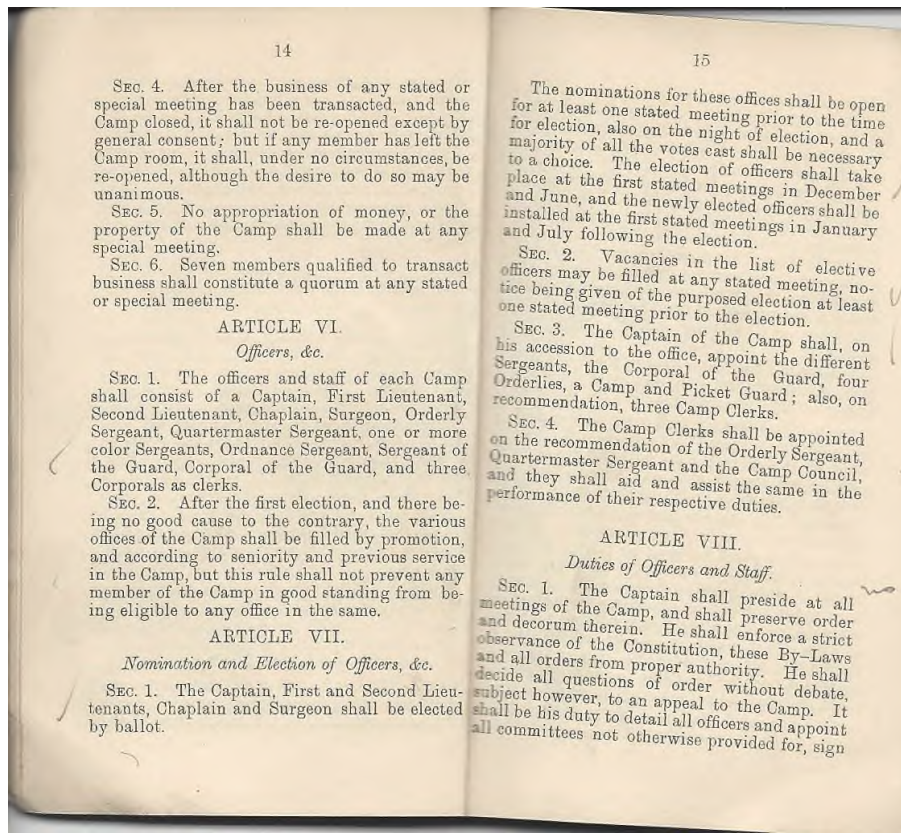 14
SEC. 4. After the business of any stated or
special meeting has been transacted, and the
Camp closed, it shall not be re-opened except by
general consent; but if any member has left the
Camp room, it shall, under no circumstances, be
re-opened, although the desire to do so may be
unanimous.
SEC. 5. No appropriation of money, or the
property of the Camp shall be made at any
special meeting.
SEC. 6. Seven members qualified to transact
business shall constitute a quorum at any stated
or special meeting.
ARTICLE VI.
Officers, &c.
SEC. 1. The officers and staff of each Camp
shall consist of a Captain, First Lieutenant,
Second Lieutenant, Chaplain, Surgeon, Orderly
Sergeant, Quartermaster Sergeant, one or more
color Sergeants, Ordnance Sergeant, Sergeant of
the Guard, Corporal of the Guard, and three
Corporals as clerks.
SEC. 2. After the first election, and there be-
ing no good cause to the contrary, the various
offices of the Camp shall be filled by promotion,
and according to seniority and previous service
in the Camp, but this rule shall not prevent any
member of the Camp in good standing from be-
ing eligible to any office in the same.
ARTICLE VII.
Nomination and Election of Officers, &c.
SEC. 1. The Captain, First and Second Lieu-
tenants, Chaplain and Surgeon shall be elected
by ballot.
15
The nominations for these offices shall be open
for at least one stated meeting prior to the time
for election, also on the night of election, and a
majority of all the votes cast shall be necessary
to a choice. The election of officers shall take
place at the first stated meetings in December
and June, and the newly elected officers shall be
installed at the first stated meetings in January
and July following the election.
SEC. 2. Vacancies in the list of elective
officers may be filled at any stated meeting, no-
tice being given of the purposed election at least
one stated meeting prior to the election.
SEC. 3. The Captain of the Camp shall, on
his accession to the office, appoint the different
Sergeants, the Corporal of the Guard, four
Orderlies, a Camp and Picket Guard; also, on
recommendation, three Camp Clerks.
SEC. 4. The Camp Clerks shall be appointed
on the recommendation of the Orderly Sergeant,
Quartermaster Sergeant and the Camp Council,
and they shall aid and assist the same in the
performance of their respective duties.
ARTICLE VIII.
Duties of Officers and Staff.
SEC. 1. The Captain shall preside at all
meetings of the Camp, and shall preserve order
and decorum therein. He shall enforce a strict
observance of the Constitution, these By-Laws
and all orders from proper authority. He shall
decide all questions of order without debate,
subject however, to an appeal to the Camp. It
shall be his duty to detail all officers and appoint
all committees not otherwise provided for, sign